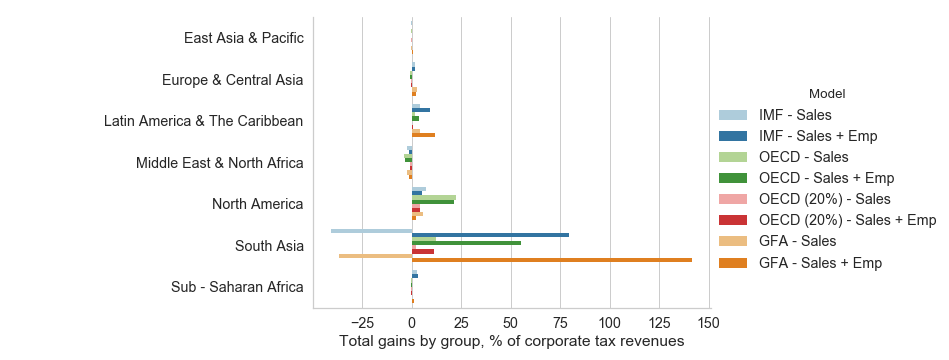 East Asia & Pacific
Europe & Central Asia
Latin America & The Caribbean
Middle East & North Africa
North America
South Asia
Sub - Saharan Africa
−25 0 25 50 75 100 125 150
Total gains by group, % of corporate tax revenues
Model
IMF - Sales
IMF - Sales + Emp
OECD - Sales
OECD - Sales + Emp
OECD (20%) - Sales
OECD (20%) - Sales + Emp
GFA - Sales
GFA - Sales + Emp